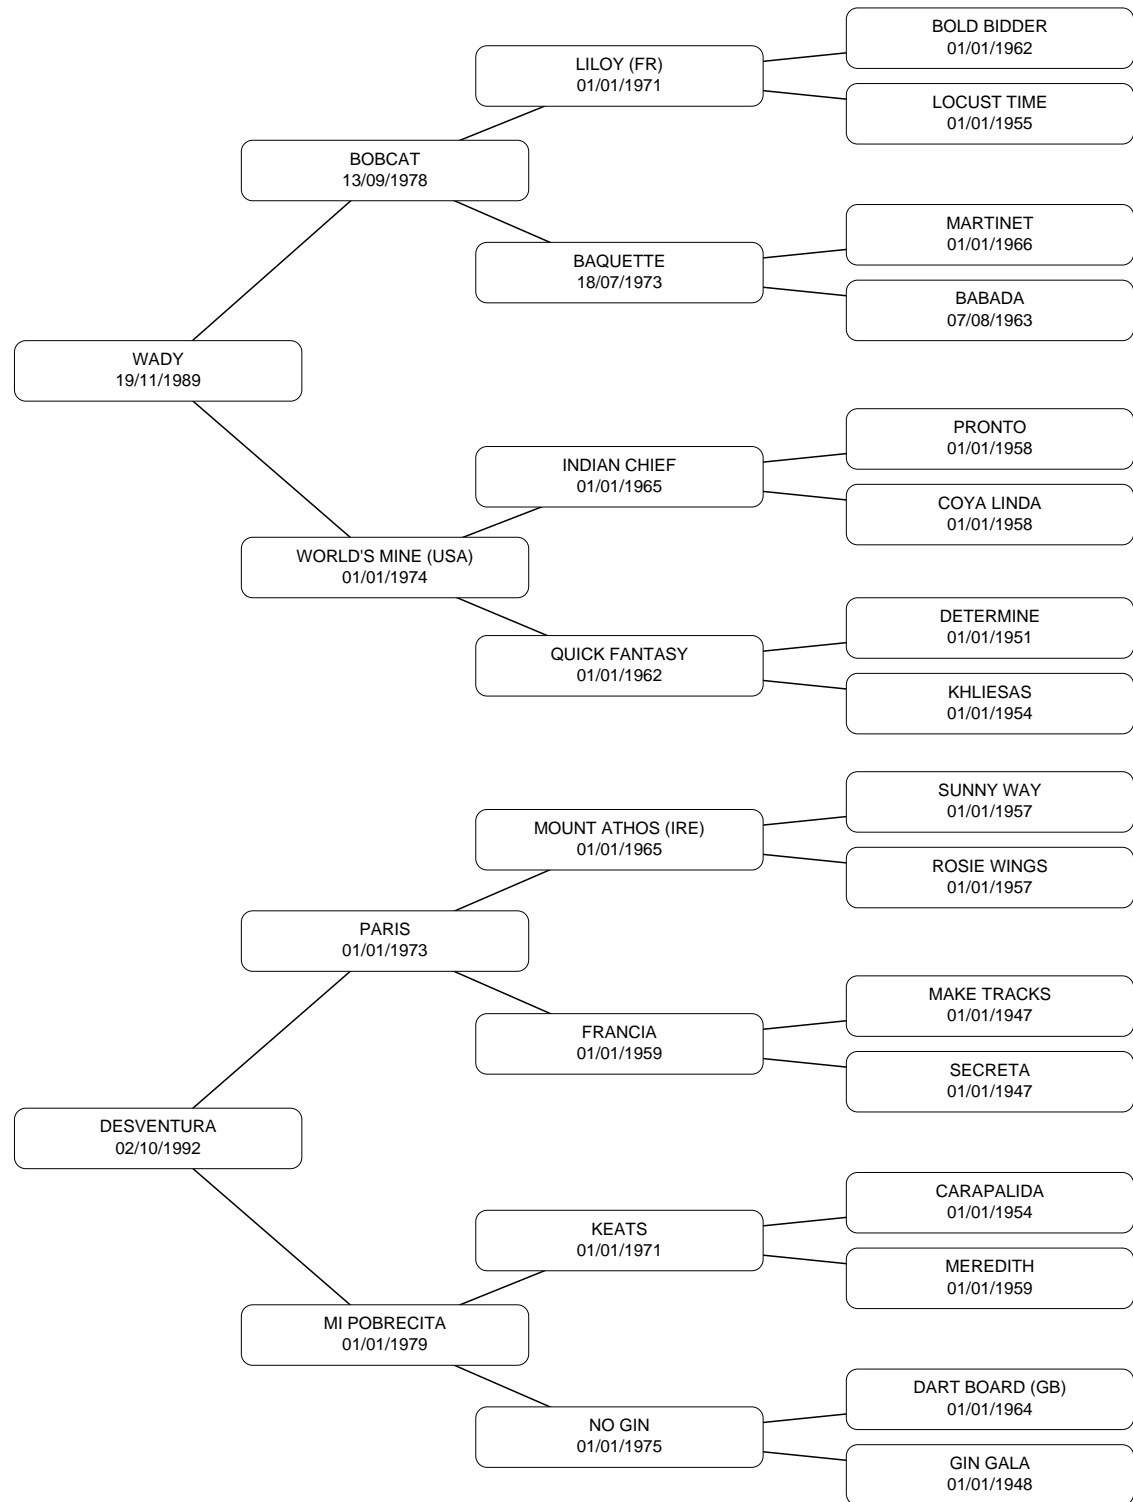 BOLD BIDDER
01/01/1962
LILOY (FR)
01/01/1971
LOCUST TIME
01/01/1955
BOBCAT
13/09/1978
MARTINET
01/01/1966
BAQUETTE
18/07/1973
BABADA
07/08/1963
WADY
19/11/1989
PRONTO
01/01/1958
INDIAN CHIEF
01/01/1965
COYA LINDA
01/01/1958
WORLD'S MINE (USA)
01/01/1974
DETERMINE
01/01/1951
QUICK FANTASY
01/01/1962
KHLIESAS
01/01/1954
SUNNY WAY
01/01/1957
MOUNT ATHOS (IRE)
01/01/1965
ROSIE WINGS
01/01/1957
PARIS
01/01/1973
MAKE TRACKS
01/01/1947
FRANCIA
01/01/1959
SECRETA
01/01/1947
DESVENTURA
02/10/1992
CARAPALIDA
01/01/1954
KEATS
01/01/1971
MEREDITH
01/01/1959
MI POBRECITA
01/01/1979
DART BOARD (GB)
01/01/1964
NO GIN
01/01/1975
GIN GALA
01/01/1948